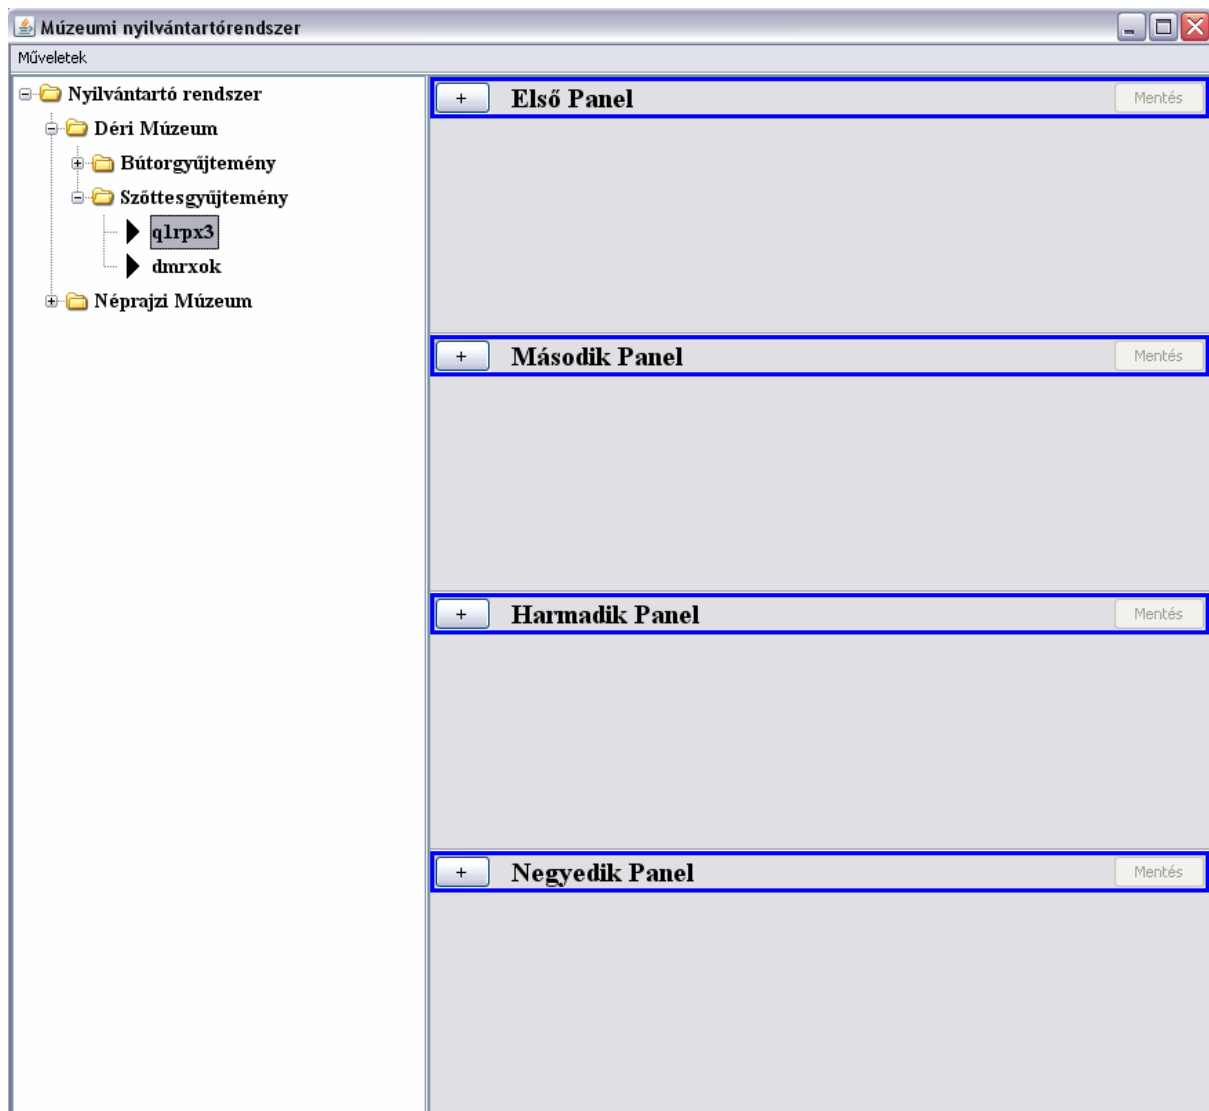 Múzeumi nyilvántartórendszer
Műveletek
Nyilvántartó rendszer
Déri Múzeum
Bútorgyűjtemény
Szőttesgyűjtemény
q1rpx3
dmrxok
Néprajzi Múzeum
+ Első Panel Mentés
+ Második Panel Mentés
+ Harmadik Panel Mentés
+ Negyedik Panel Mentés